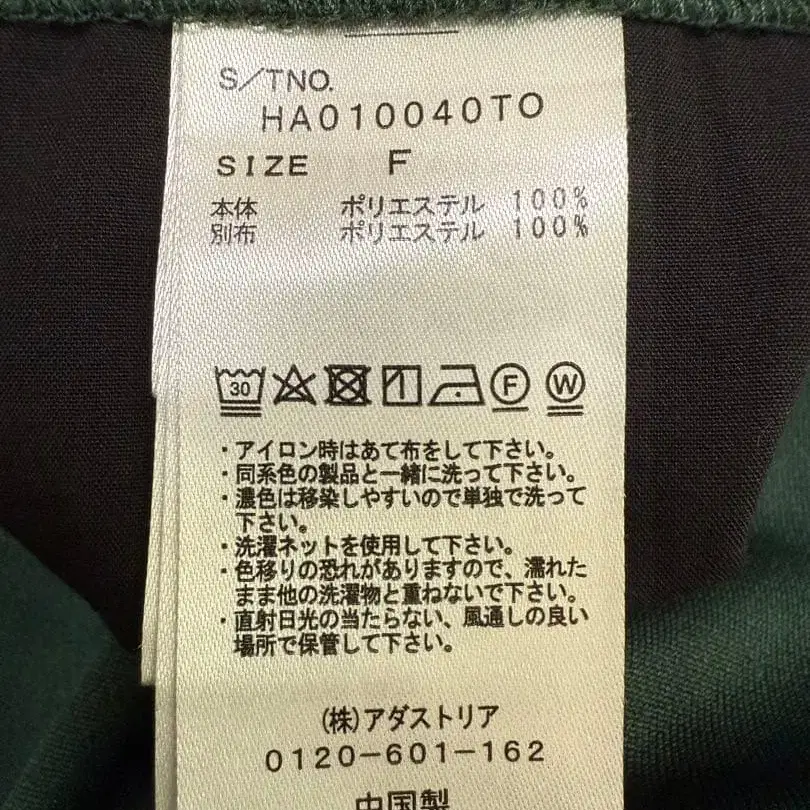 S/TNO.
HA010040TO
SIZE F
本体 ポリエステル 100%
別布 ポリエステル 100%
30 F W
・アイロン時はあて布をして下さい。
・同系色の製品と一緒に洗って下さい。
・濃色は移染しやすいので単独で洗って
下さい。
・洗濯ネットを使用して下さい。
・色移りの恐れがありますので、濡れた
まま他の洗濯物と重ねないで下さい。
・直射日光の当たらない、風通しの良い
場所で保管して下さい。
(株)アダストリア
0120-601-162
中国製